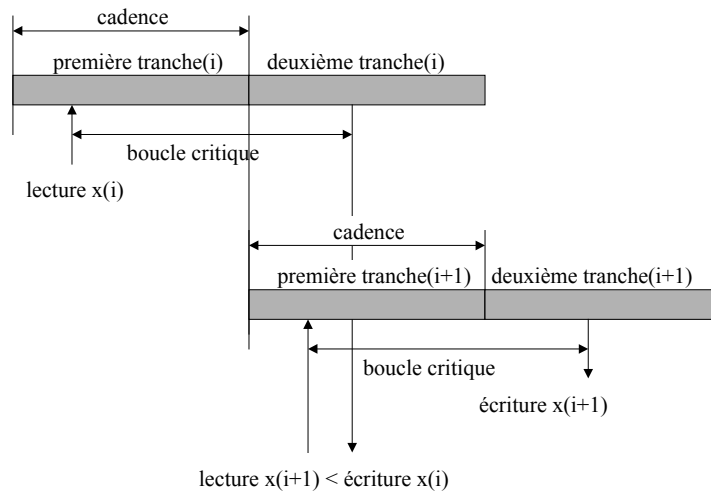 cadence
première tranche(i)
deuxième tranche(i)
boucle critique
lecture x(i)
cadence
première tranche(i+1)
deuxième tranche(i+1)
boucle critique
écriture x(i+1)
lecture x(i+1) < écriture x(i)